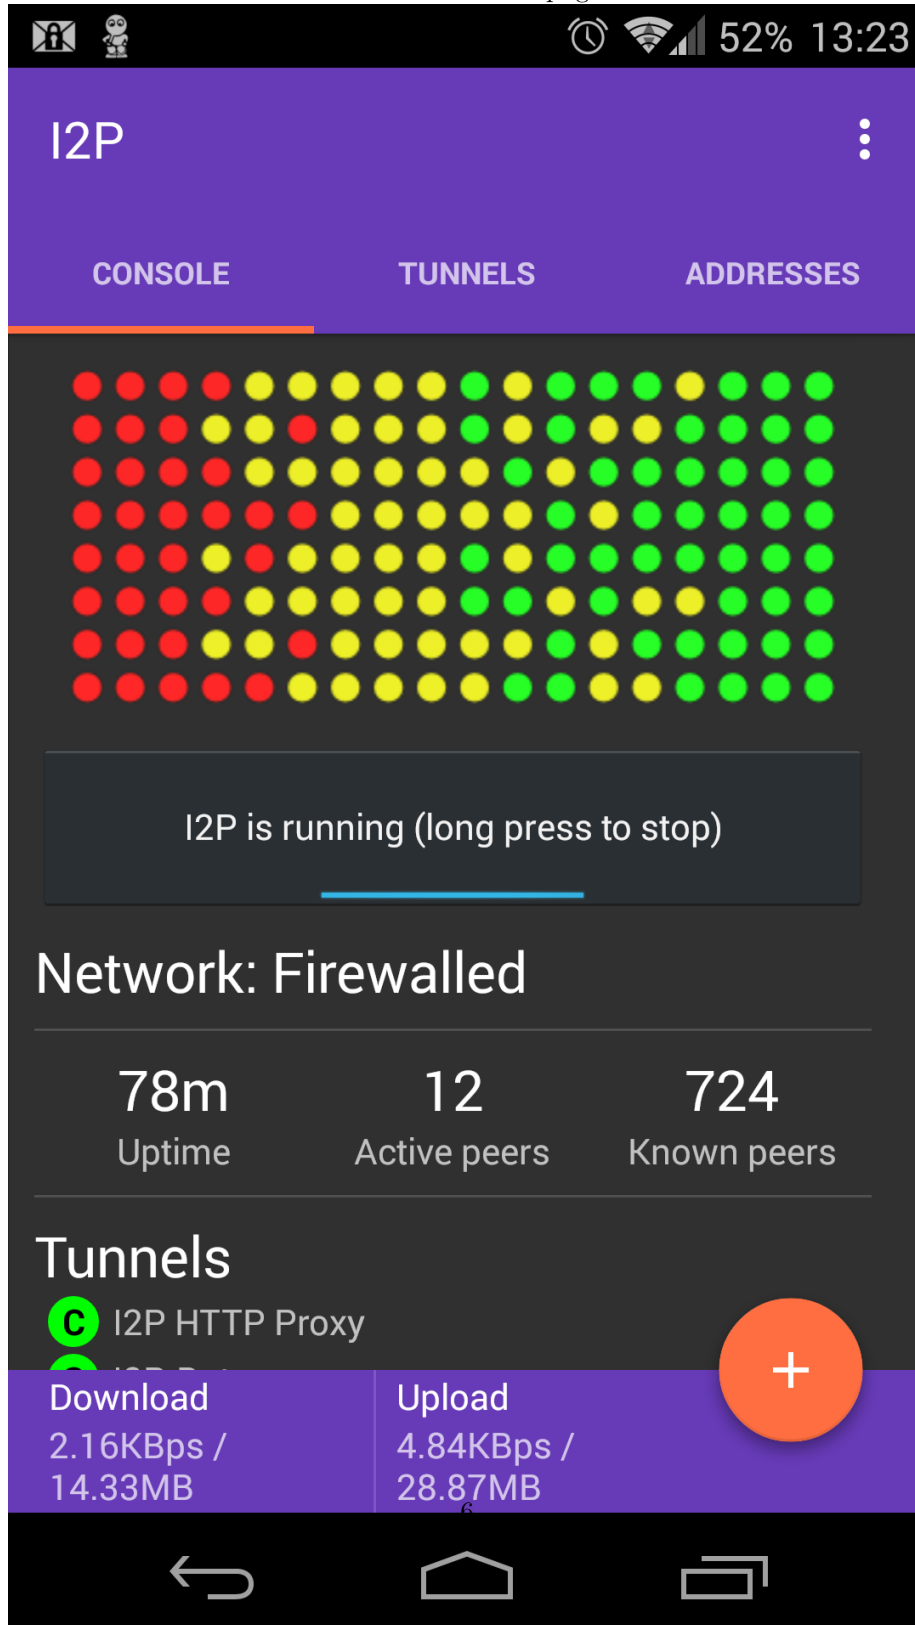 52% 13:23
I2P
CONSOLE TUNNELS ADDRESSES
I2P is running (long press to stop)
Network: Firewalled
78m 12 724
Uptime Active peers Known peers
Tunnels
C I2P HTTP Proxy
+
Download Upload
2.16KBps / 4.84KBps /
14.33MB 28.87MB
6